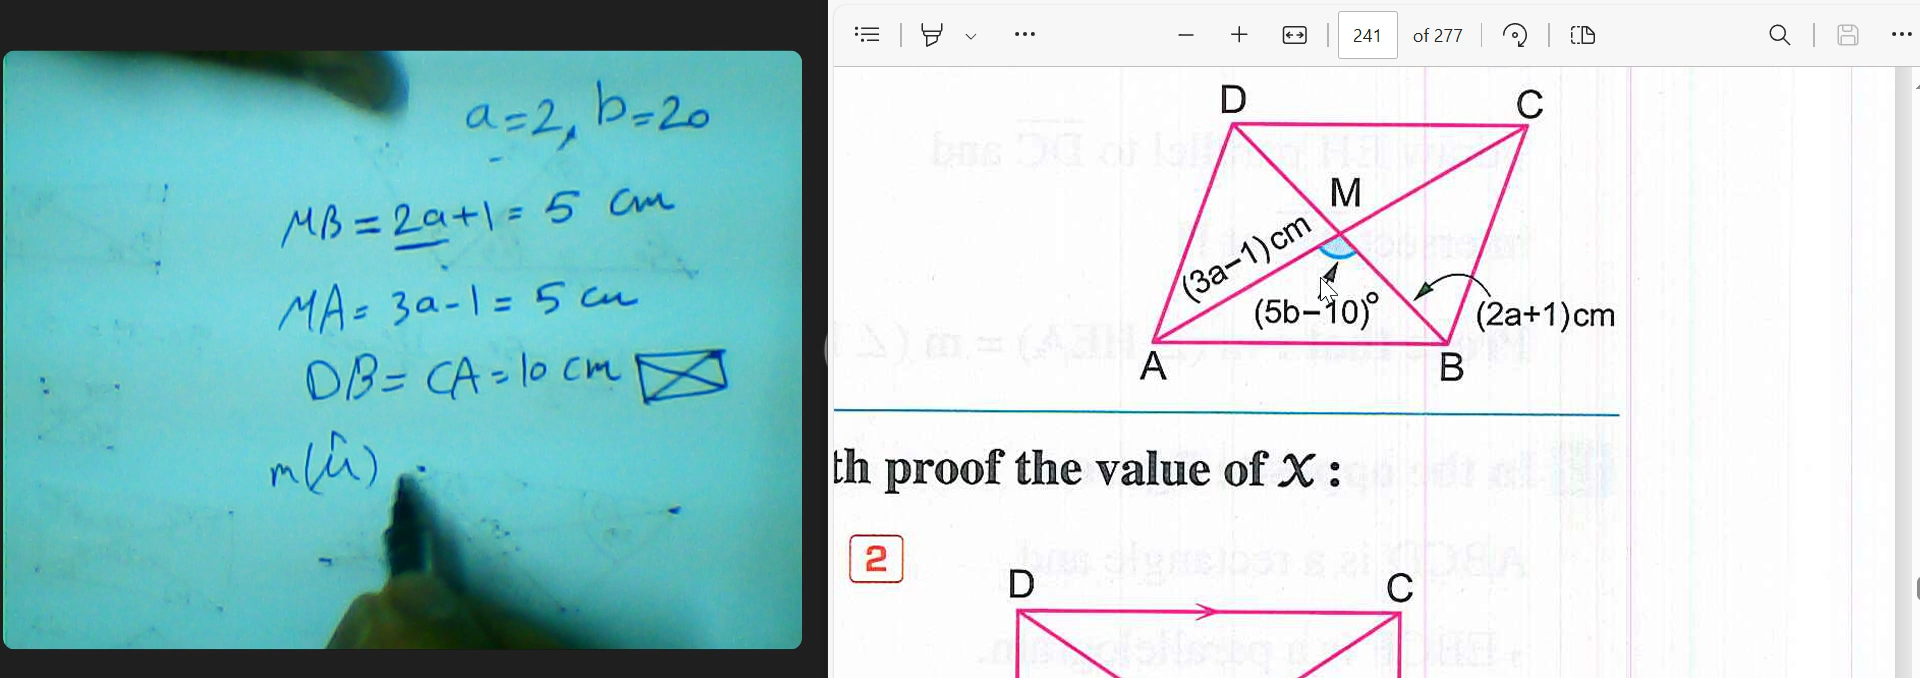 a=2, b=20
MB = 2a+1 = 5 cm
MA = 3a-1 = 5 cm
DB = CA = 10 cm
m(M̂)
241 of 277
D C
M
(3a−1)cm
(5b−10)°
(2a+1)cm
A B
th proof the value of X :
2
D C